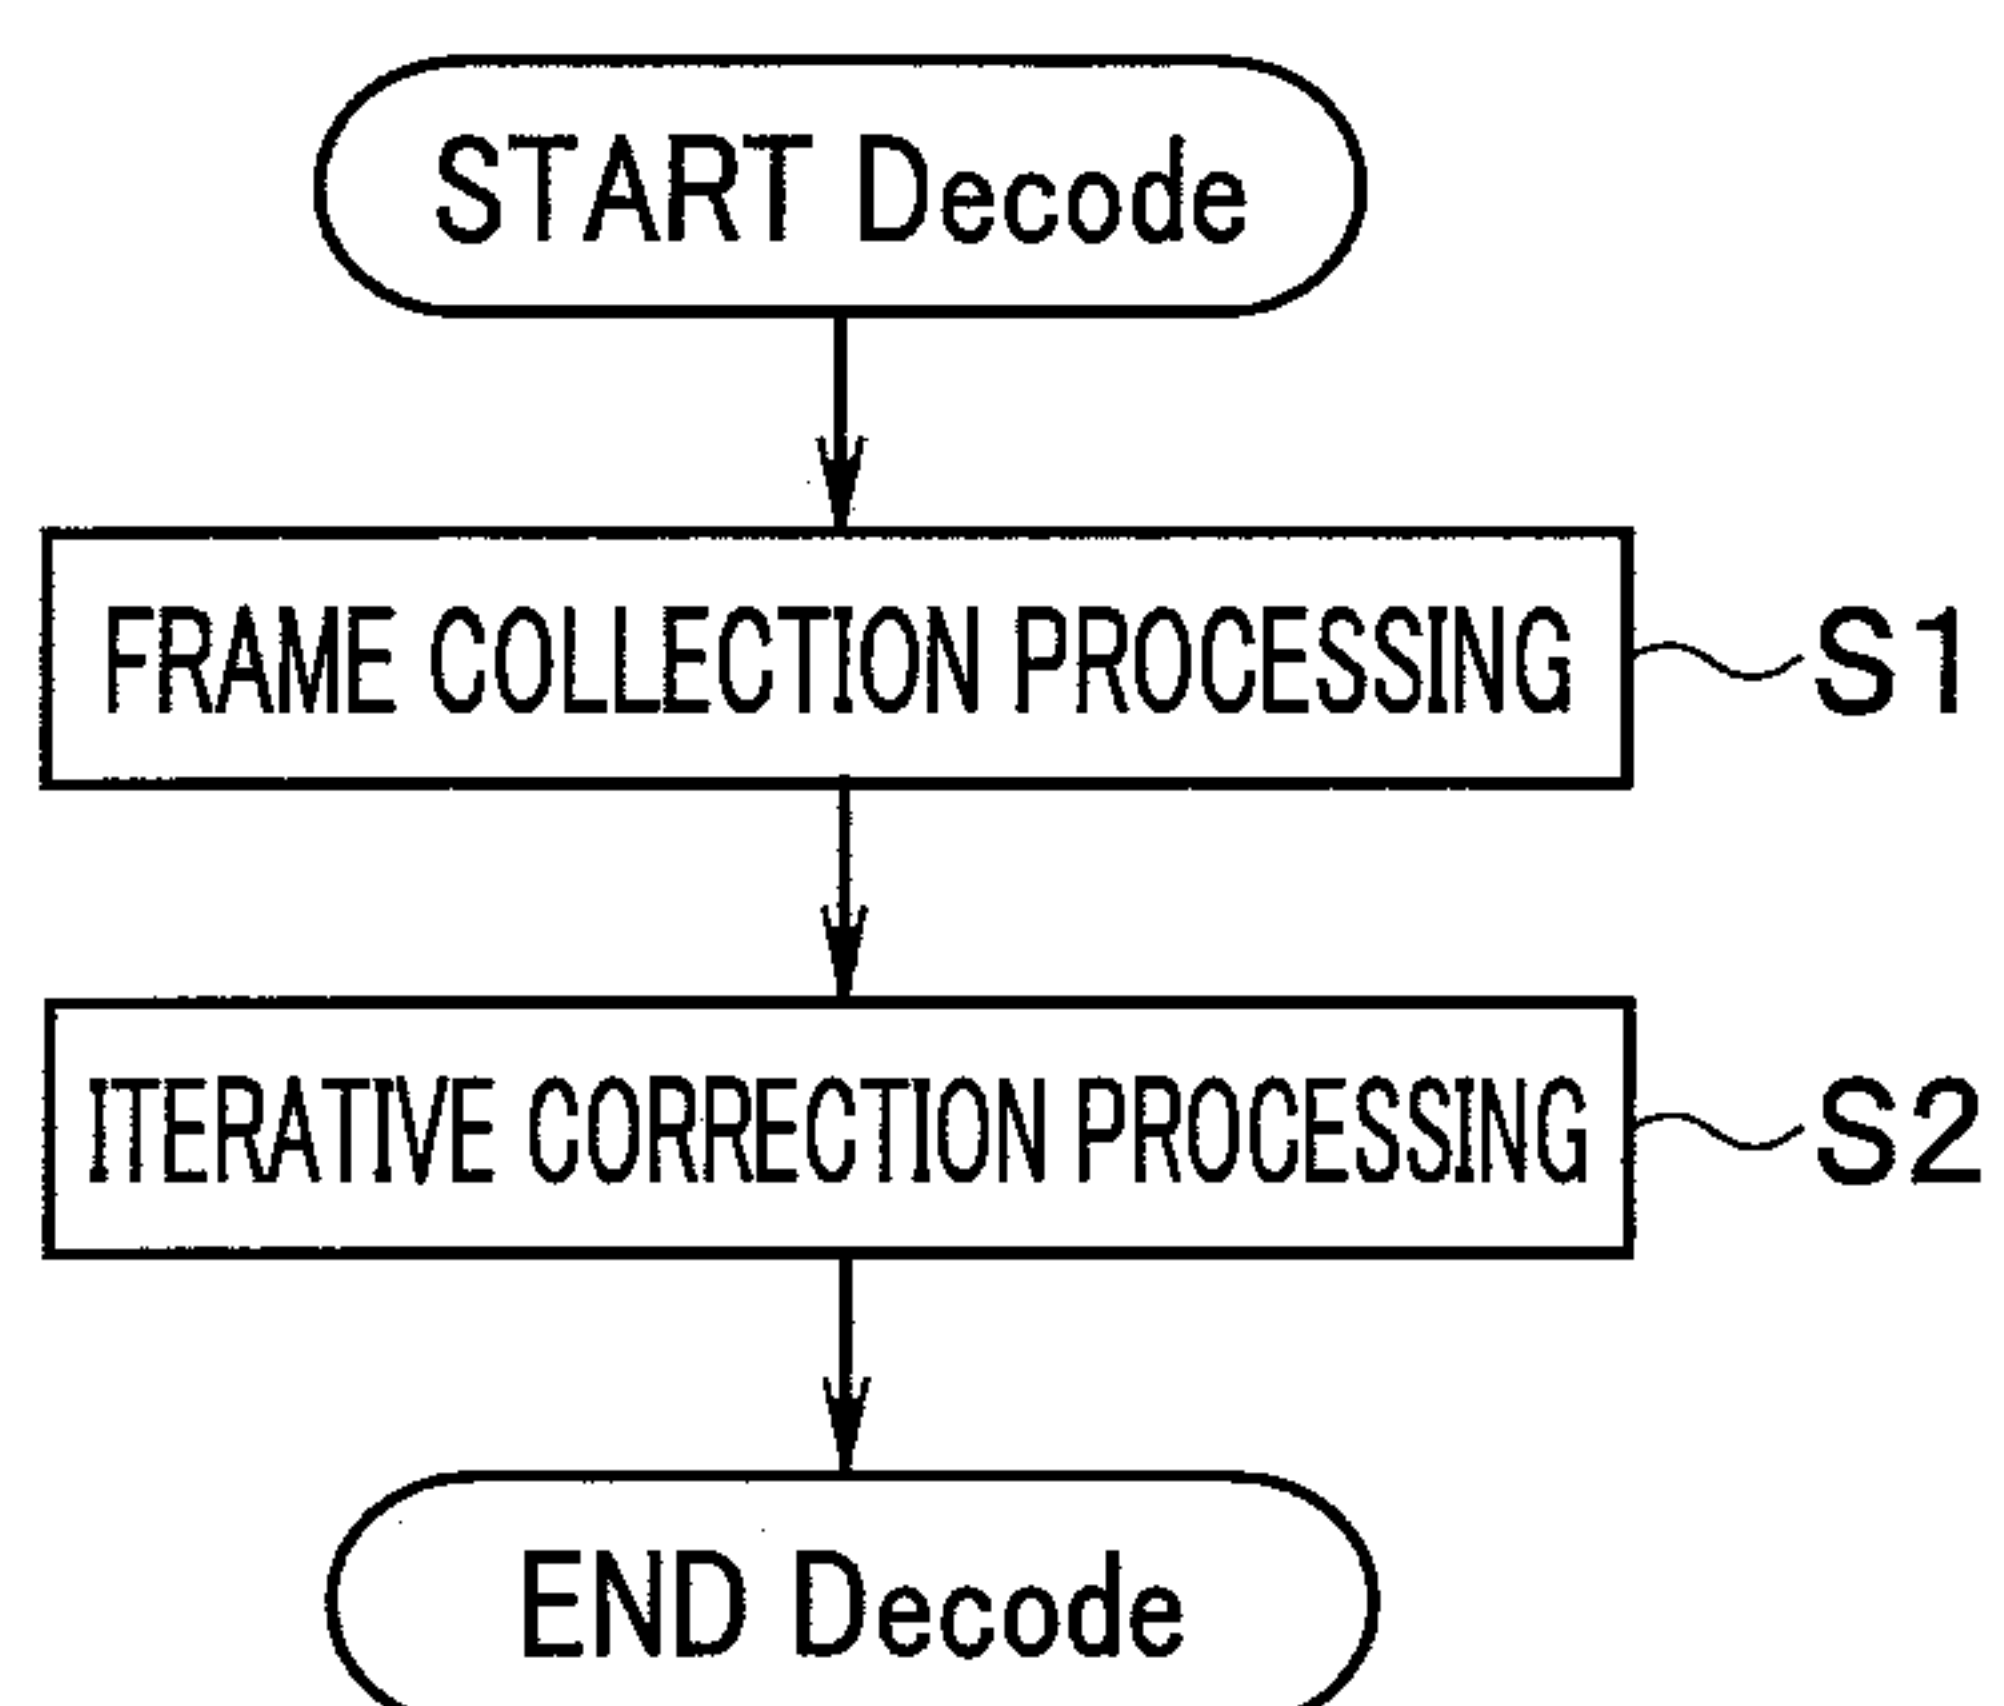 START Decode
FRAME COLLECTION PROCESSING S1
ITERATIVE CORRECTION PROCESSING S2
END Decode